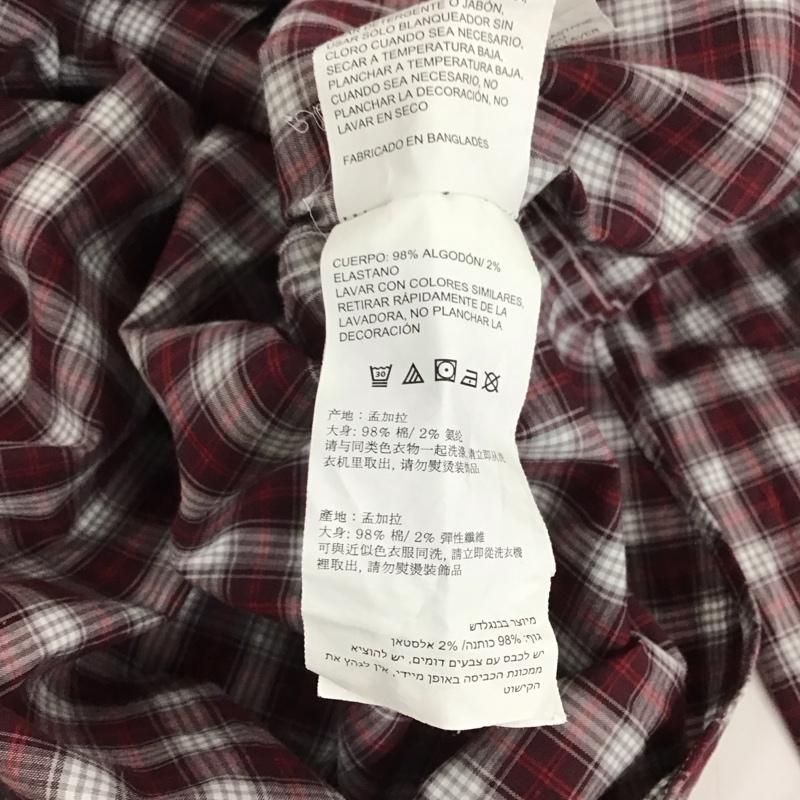 USAR DETERGENTE O JABÓN,
USAR SOLO BLANQUEADOR SIN
CLORO CUANDO SEA NECESARIO,
SECAR A TEMPERATURA BAJA,
PLANCHAR A TEMPERATURA BAJA,
CUANDO SEA NECESARIO, NO
PLANCHAR LA DECORACIÓN, NO
LAVAR EN SECO
FABRICADO EN BANGLADÉS
CUERPO: 98% ALGODÓN/ 2%
ELASTANO
LAVAR CON COLORES SIMILARES,
RETIRAR RÁPIDAMENTE DE LA
LAVADORA, NO PLANCHAR LA
DECORACIÓN
30
产地：孟加拉
大身: 98% 棉/ 2% 氨纶
请与同类色衣物一起洗涤,请立即从洗
衣机里取出, 请勿熨烫装饰品
產地：孟加拉
大身: 98% 棉/ 2% 彈性纖維
可與近似色衣服同洗, 請立即從洗衣機
裡取出, 請勿熨燙裝飾品
מיוצר בבנגלדש
גוף: 98% כותנה/ 2% אלסטאן
יש לכבס עם צבעים דומים, יש להוציא
ממכונת הכביסה באופן מיידי, אין לגהץ את
הקישוט